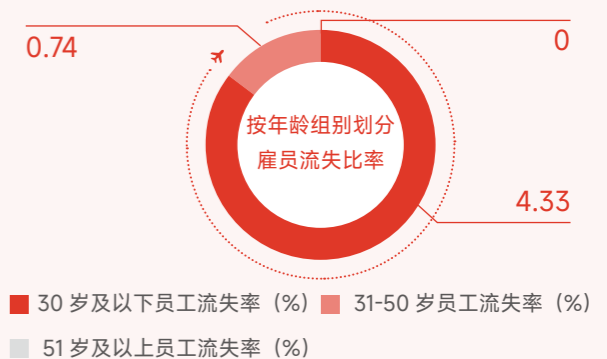 0.74
0
按年龄组别划分
雇员流失比率
4.33
30 岁及以下员工流失率（%） 31-50 岁员工流失率（%）
51 岁及以上员工流失率（%）